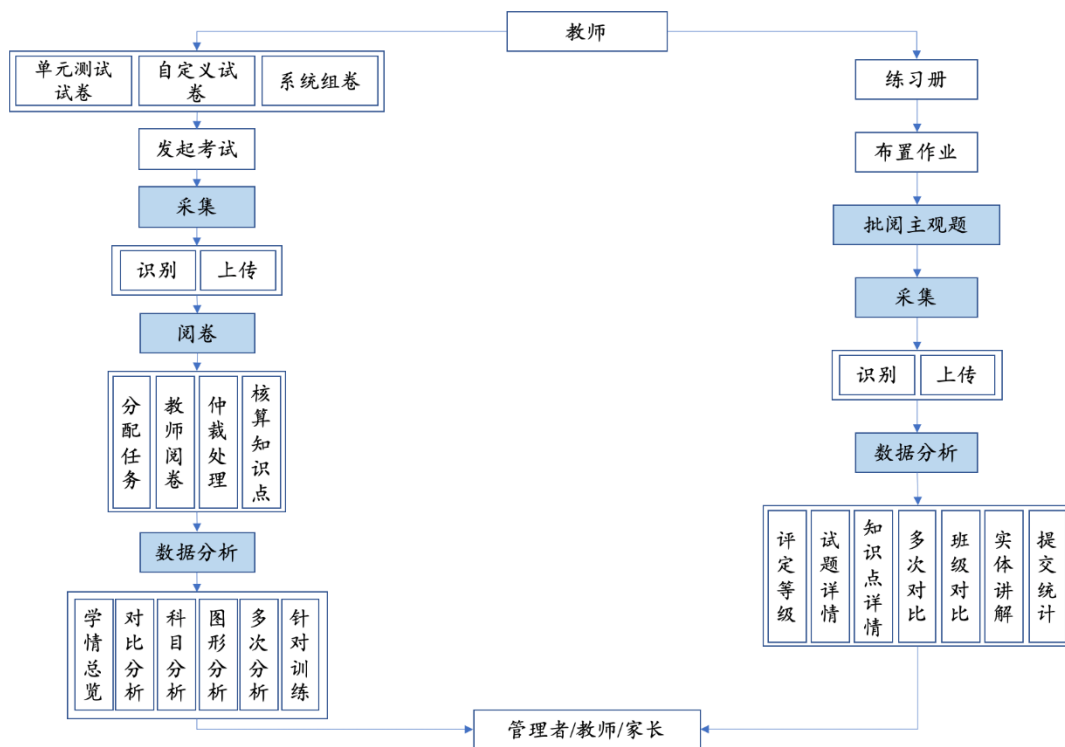 教师
单元测试
试卷
自定义试
卷
系统组卷
发起考试
采集
识别
上传
阅卷
分配任务
教师阅卷
仲裁处理
核算知识点
数据分析
学情总览
对比分析
科目分析
图形分析
多次分析
针对训练
练习册
布置作业
批阅主观题
采集
识别
上传
数据分析
评定等级
试题详情
知识点详情
多次对比
班级对比
实体讲解
提交统计
管理者/教师/家长